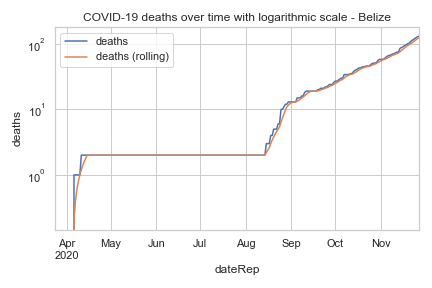 COVID-19 deaths over time with logarithmic scale - Belize
deaths
deaths (rolling)
10²
10¹
10⁰
deaths
Apr May Jun Jul Aug Sep Oct Nov
2020
dateRep